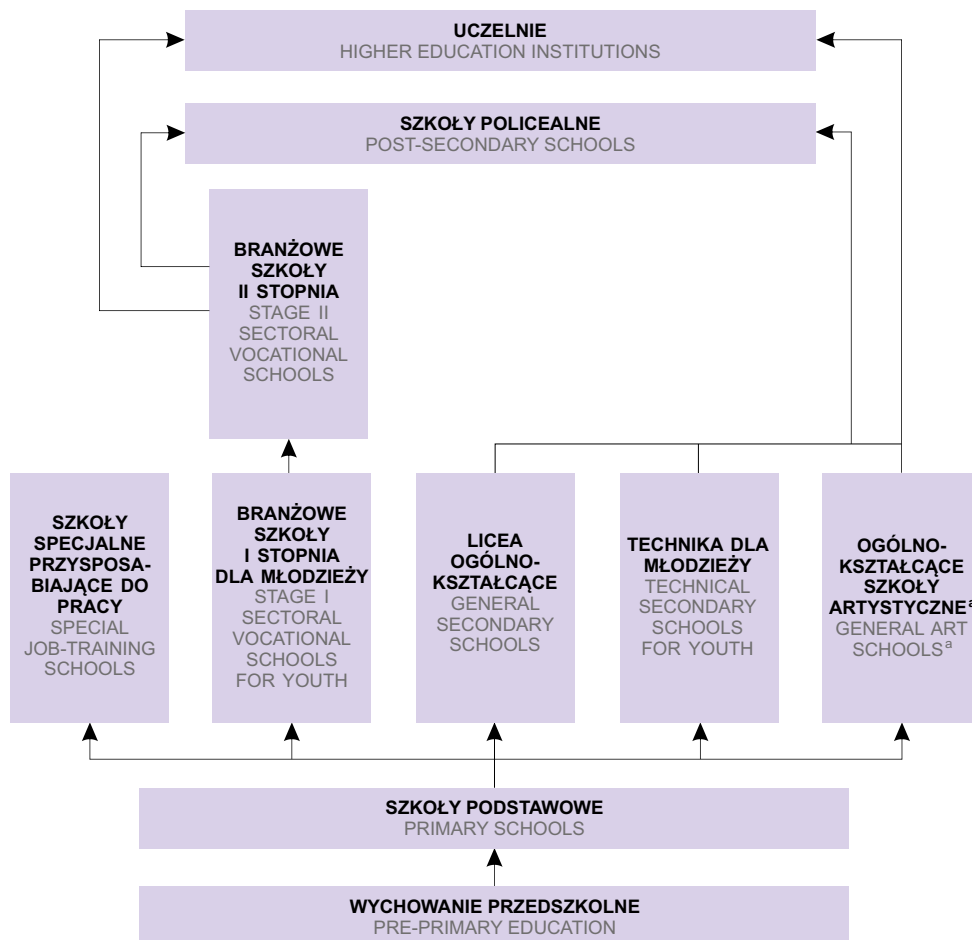 UCZELNIE
HIGHER EDUCATION INSTITUTIONS
SZKOŁY POLICEALNE
POST-SECONDARY SCHOOLS
BRANŻOWE
SZKOŁY
II STOPNIA
STAGE II
SECTORAL
VOCATIONAL
SCHOOLS
SZKOŁY
SPECJALNE
PRZYSPOSA-
BIAJĄCE DO
PRACY
SPECIAL
JOB-TRAINING
SCHOOLS
BRANŻOWE
SZKOŁY
I STOPNIA
DLA MŁODZIEŻY
STAGE I
SECTORAL
VOCATIONAL
SCHOOLS
FOR YOUTH
LICEA
OGÓLNO-
KSZTAŁCĄCE
GENERAL
SECONDARY
SCHOOLS
TECHNIKA DLA
MŁODZIEŻY
TECHNICAL
SECONDARY
SCHOOLS
FOR YOUTH
OGÓLNO-
KSZTAŁCĄCE
SZKOŁY
ARTYSTYCZNEᵃ
GENERAL ART
SCHOOLSᵃ
SZKOŁY PODSTAWOWE
PRIMARY SCHOOLS
WYCHOWANIE PRZEDSZKOLNE
PRE-PRIMARY EDUCATION